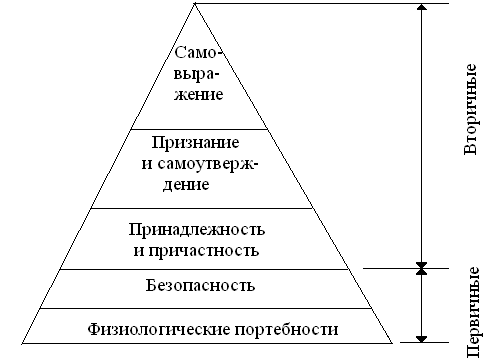 Само-
выра-
жение
Признание
и самоутверж-
дение
Принадлежность
и причастность
Безопасность
Физиологические портебности
Вторичные
Первичные